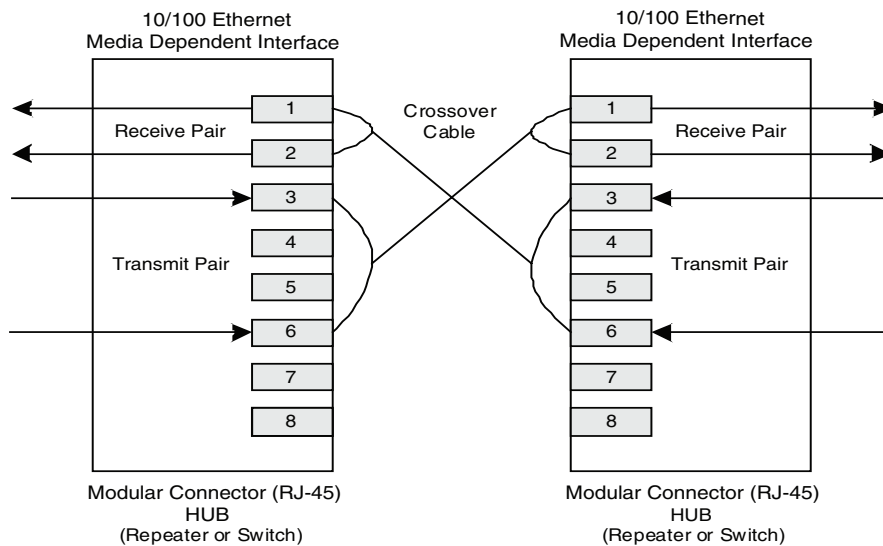 10/100 Ethernet
Media Dependent Interface
10/100 Ethernet
Media Dependent Interface
1
Receive Pair
2
3
4
Transmit Pair
5
6
7
8
Crossover
Cable
1
Receive Pair
2
3
4
Transmit Pair
5
6
7
8
Modular Connector (RJ-45)
HUB
(Repeater or Switch)
Modular Connector (RJ-45)
HUB
(Repeater or Switch)